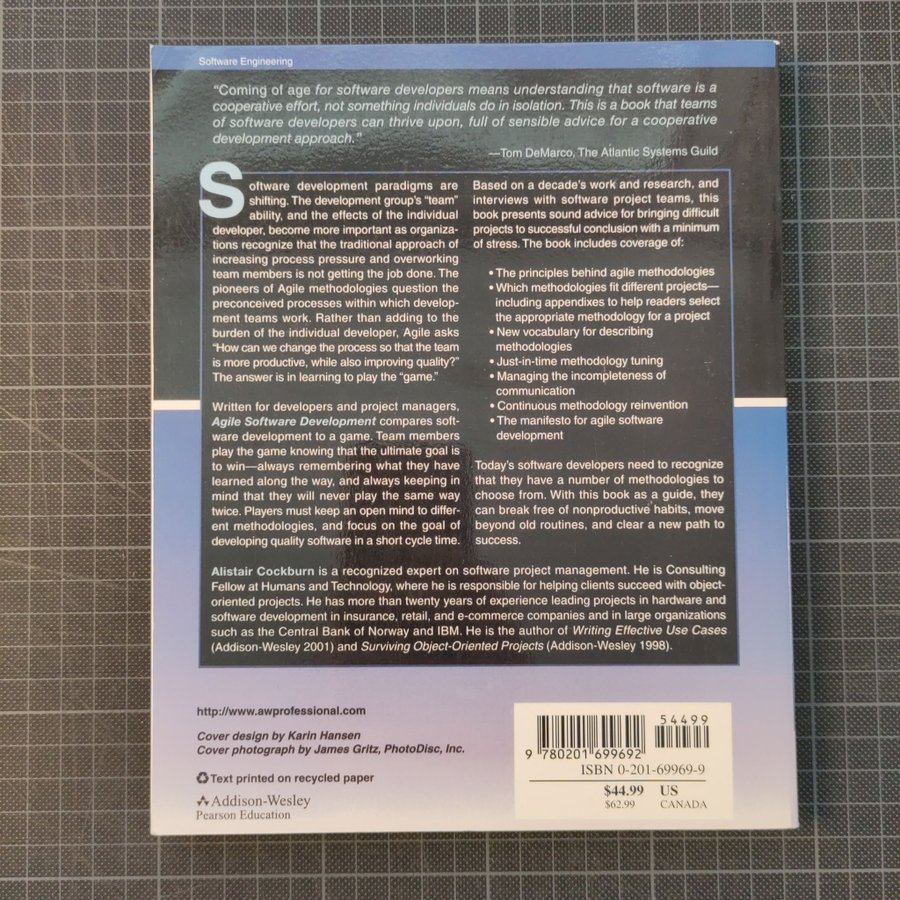 Software Engineering
“Coming of age for software developers means understanding that software is a
cooperative effort, not something individuals do in isolation. This is a book that teams
of software developers can thrive upon, full of sensible advice for a cooperative
development approach.”
—Tom DeMarco, The Atlantic Systems Guild
Software development paradigms are
shifting. The development group’s “team”
ability, and the effects of the individual
developer, become more important as organiza-
tions recognize that the traditional approach of
increasing process pressure and overworking
team members is not getting the job done. The
pioneers of Agile methodologies question the
preconceived processes within which develop-
ment teams work. Rather than adding to the
burden of the individual developer, Agile asks
“How can we change the process so that the team
is more productive, while also improving quality?”
The answer is in learning to play the “game.”
Written for developers and project managers,
Agile Software Development compares soft-
ware development to a game. Team members
play the game knowing that the ultimate goal is
to win—always remembering what they have
learned along the way, and always keeping in
mind that they will never play the same way
twice. Players must keep an open mind to differ-
ent methodologies, and focus on the goal of
developing quality software in a short cycle time.
Based on a decade’s work and research, and
interviews with software project teams, this
book presents sound advice for bringing difficult
projects to successful conclusion with a minimum
of stress. The book includes coverage of:
• The principles behind agile methodologies
• Which methodologies fit different projects—
including appendixes to help readers select
the appropriate methodology for a project
• New vocabulary for describing
methodologies
• Just-in-time methodology tuning
• Managing the incompleteness of
communication
• Continuous methodology reinvention
• The manifesto for agile software
development
Today’s software developers need to recognize
that they have a number of methodologies to
choose from. With this book as a guide, they
can break free of nonproductive habits, move
beyond old routines, and clear a new path to
success.
Alistair Cockburn is a recognized expert on software project management. He is Consulting
Fellow at Humans and Technology, where he is responsible for helping clients succeed with object-
oriented projects. He has more than twenty years of experience leading projects in hardware and
software development in insurance, retail, and e-commerce companies and in large organizations
such as the Central Bank of Norway and IBM. He is the author of Writing Effective Use Cases
(Addison-Wesley 2001) and Surviving Object-Oriented Projects (Addison-Wesley 1998).
http://www.awprofessional.com
Cover design by Karin Hansen
Cover photograph by James Gritz, PhotoDisc, Inc.
Text printed on recycled paper
Addison-Wesley
Pearson Education
54499
9 780201 699692
ISBN 0-201-69969-9
$44.99 US
$62.99 CANADA